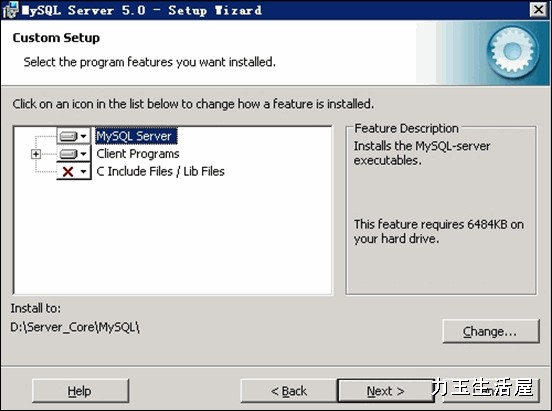 MySQL Server 5.0 - Setup Wizard
Custom Setup
Select the program features you want installed.
Click on an icon in the list below to change how a feature is installed.
MySQL Server
Client Programs
C Include Files / Lib Files
Feature Description
Installs the MySQL-server
executables.
This feature requires 6484KB on
your hard drive.
Install to:
D:\Server_Core\MySQL\
Change...
Help
< Back
Next >
力玉生活屋